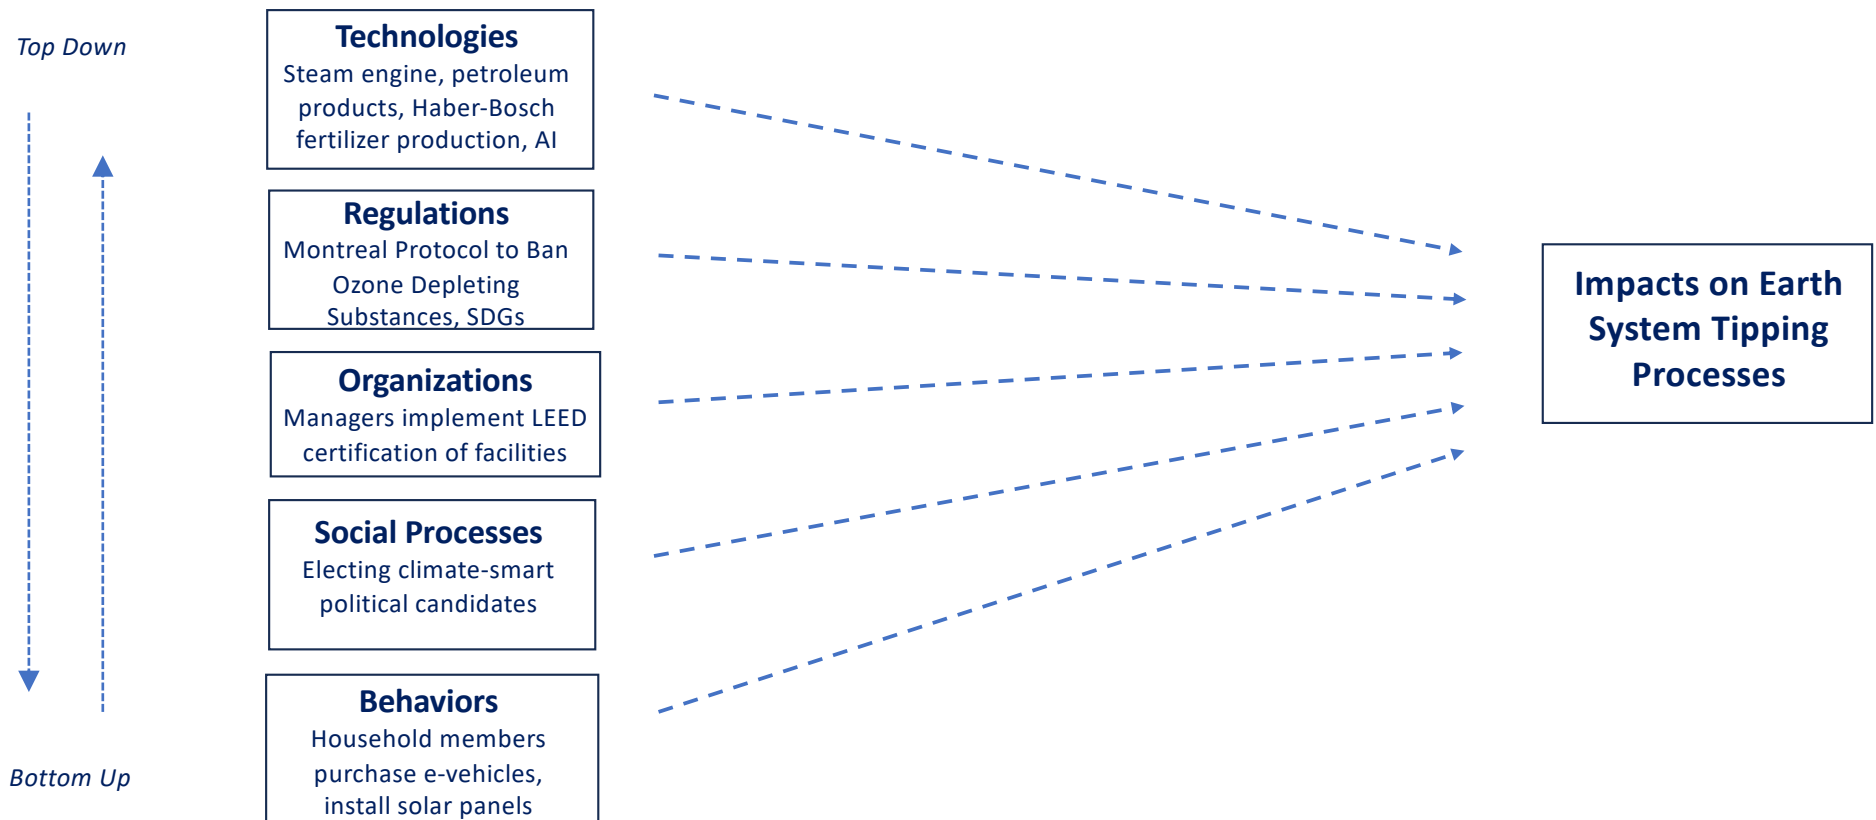 Top Down
Technologies
Steam engine, petroleum
products, Haber-Bosch
fertilizer production, AI
Regulations
Montreal Protocol to Ban
Ozone Depleting
Substances, SDGs
Organizations
Managers implement LEED
certification of facilities
Social Processes
Electing climate-smart
political candidates
Behaviors
Household members
purchase e-vehicles,
install solar panels
Bottom Up
Impacts on Earth
System Tipping
Processes